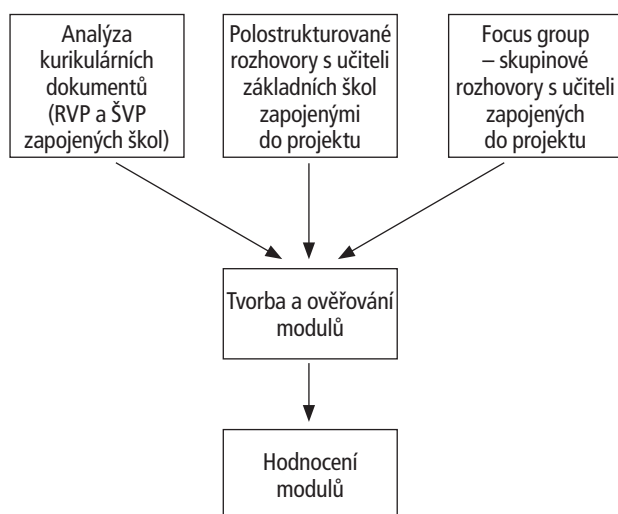 Analýza
kurikulárních
dokumentů
(RVP a ŠVP
zapojených škol)
Polostrukturované
rozhovory s učiteli
základních škol
zapojenými
do projektu
Focus group
– skupinové
rozhovory s učiteli
zapojených
do projektu
Tvorba a ověřování
modulů
Hodnocení
modulů